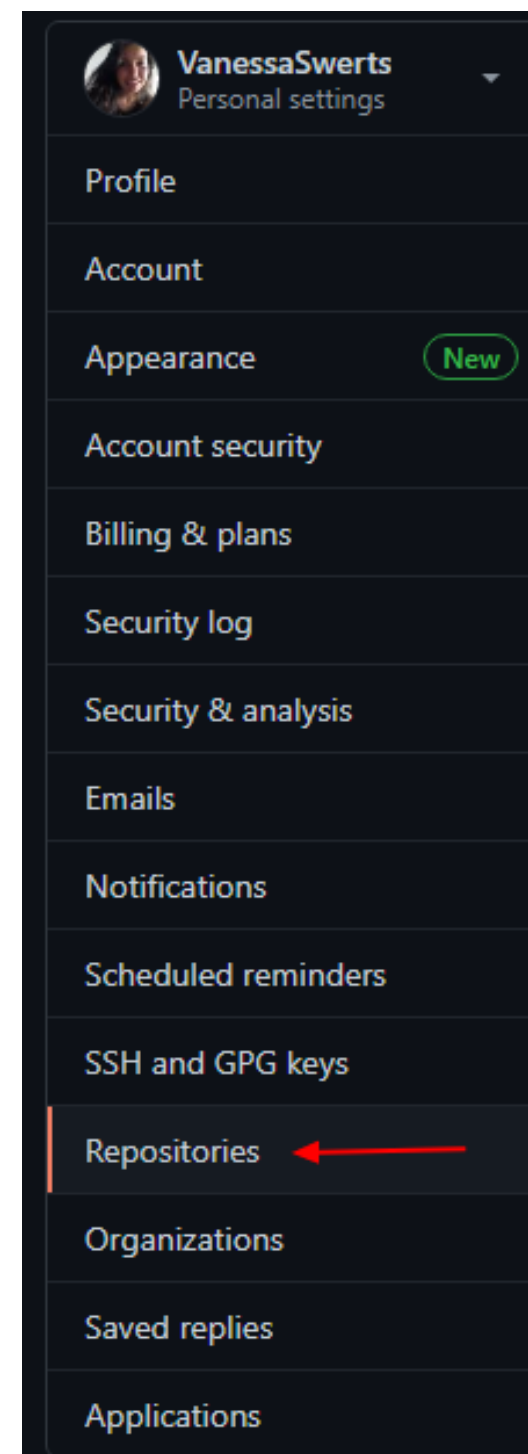 VanessaSwerts
Personal settings
Profile
Account
Appearance New
Account security
Billing & plans
Security log
Security & analysis
Emails
Notifications
Scheduled reminders
SSH and GPG keys
Repositories
Organizations
Saved replies
Applications